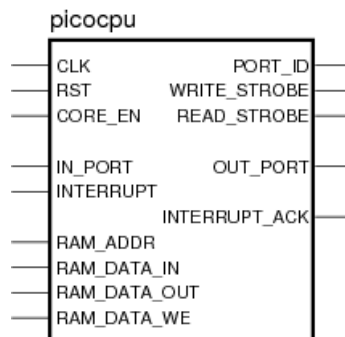 picocpu
CLK PORT_ID
RST WRITE_STROBE
CORE_EN READ_STROBE
IN_PORT OUT_PORT
INTERRUPT
INTERRUPT_ACK
RAM_ADDR
RAM_DATA_IN
RAM_DATA_OUT
RAM_DATA_WE